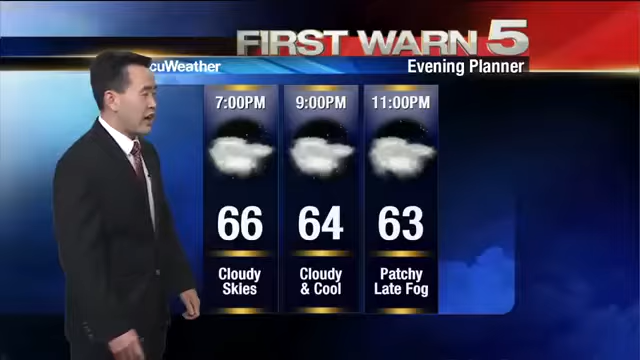 FIRST WARN 5
cuWeather
Evening Planner
7:00PM 9:00PM 11:00PM
66 64 63
Cloudy Cloudy Patchy
Skies & Cool Late Fog